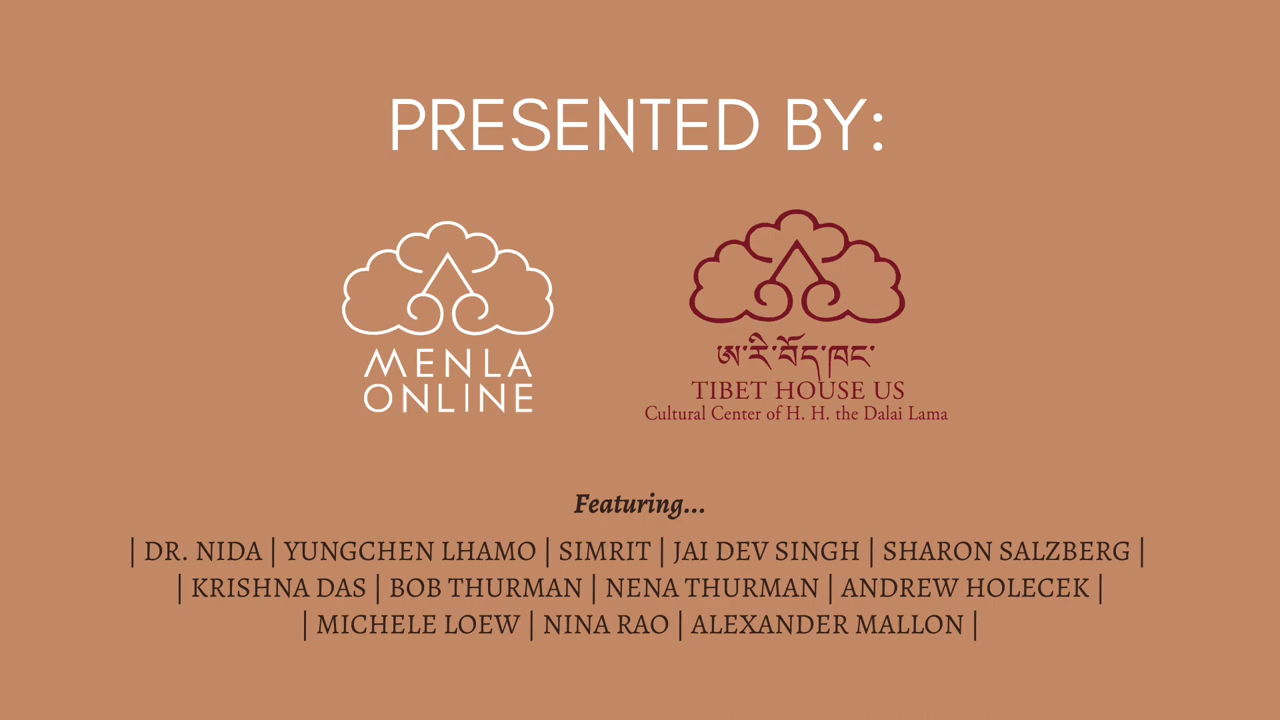 PRESENTED BY:
MENLA
ONLINE
ཨ་རི་བོད་ཁང་
TIBET HOUSE US
Cultural Center of H. H. the Dalai Lama
Featuring...
| DR. NIDA | YUNGCHEN LHAMO | SIMRIT | JAI DEV SINGH | SHARON SALZBERG |
| KRISHNA DAS | BOB THURMAN | NENA THURMAN | ANDREW HOLECEK |
| MICHELE LOEW | NINA RAO | ALEXANDER MALLON |